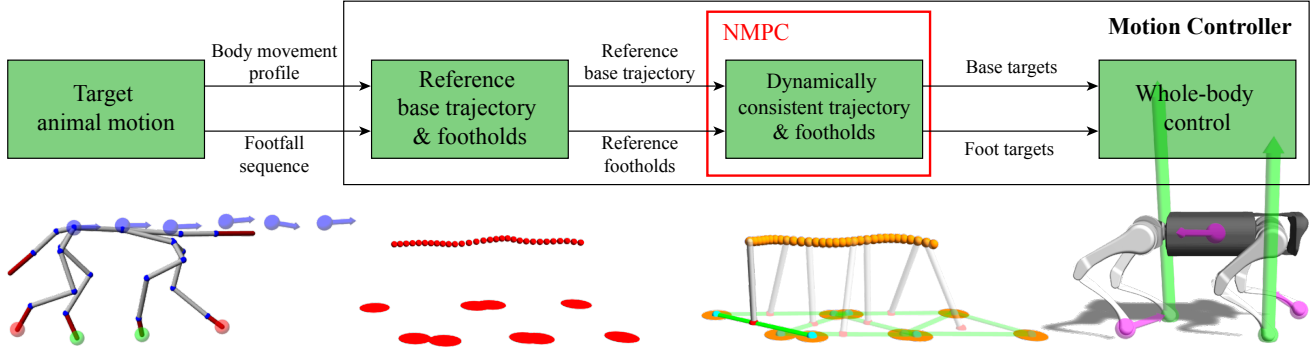 Motion Controller
NMPC
Target
animal motion
Body movement
profile
Footfall
sequence
Reference
base trajectory
& footholds
Reference
base trajectory
Reference
footholds
Dynamically
consistent trajectory
& footholds
Base targets
Foot targets
Whole-body
control